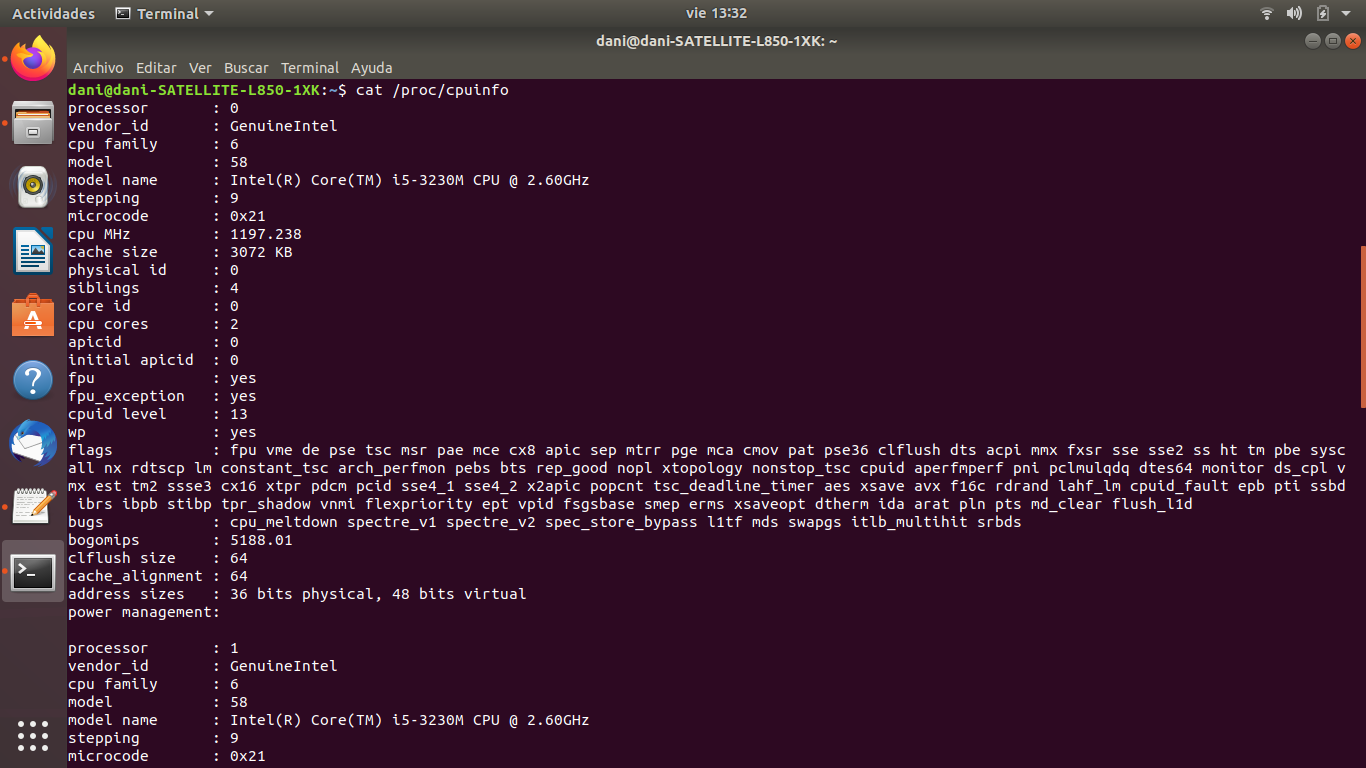 Actividades Terminal vie 13:32
dani@dani-SATELLITE-L850-1XK: ~
Archivo Editar Ver Buscar Terminal Ayuda
dani@dani-SATELLITE-L850-1XK:~$ cat /proc/cpuinfo
processor : 0
vendor_id : GenuineIntel
cpu family : 6
model : 58
model name : Intel(R) Core(TM) i5-3230M CPU @ 2.60GHz
stepping : 9
microcode : 0x21
cpu MHz : 1197.238
cache size : 3072 KB
physical id : 0
siblings : 4
core id : 0
cpu cores : 2
apicid : 0
initial apicid : 0
fpu : yes
fpu_exception : yes
cpuid level : 13
wp : yes
flags : fpu vme de pse tsc msr pae mce cx8 apic sep mtrr pge mca cmov pat pse36 clflush dts acpi mmx fxsr sse sse2 ss ht tm pbe sysc
all nx rdtscp lm constant_tsc arch_perfmon pebs bts rep_good nopl xtopology nonstop_tsc cpuid aperfmperf pni pclmulqdq dtes64 monitor ds_cpl v
mx est tm2 ssse3 cx16 xtpr pdcm pcid sse4_1 sse4_2 x2apic popcnt tsc_deadline_timer aes xsave avx f16c rdrand lahf_lm cpuid_fault epb pti ssbd
ibrs ibpb stibp tpr_shadow vnmi flexpriority ept vpid fsgsbase smep erms xsaveopt dtherm ida arat pln pts md_clear flush_l1d
bugs : cpu_meltdown spectre_v1 spectre_v2 spec_store_bypass l1tf mds swapgs itlb_multihit srbds
bogomips : 5188.01
clflush size : 64
cache_alignment : 64
address sizes : 36 bits physical, 48 bits virtual
power management:
processor : 1
vendor_id : GenuineIntel
cpu family : 6
model : 58
model name : Intel(R) Core(TM) i5-3230M CPU @ 2.60GHz
stepping : 9
microcode : 0x21